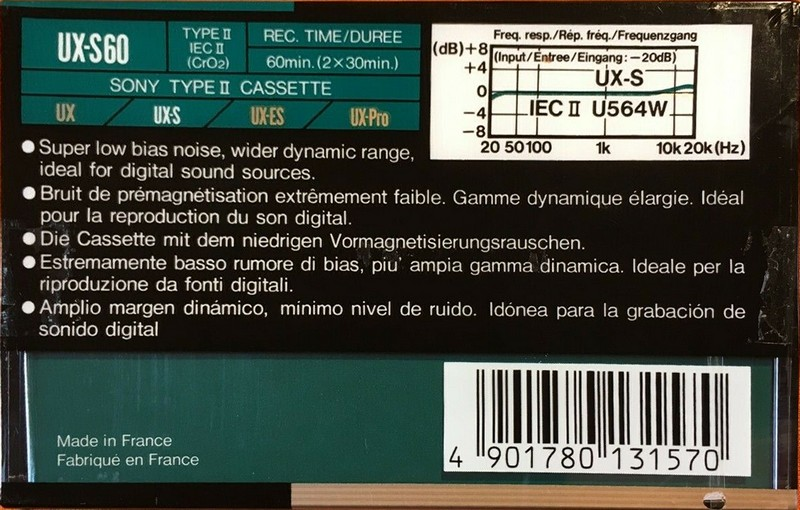 UX-S60
TYPE II
IEC II
(CrO2)
REC. TIME/DUREE
60min.(2×30min.)
SONY TYPE II CASSETTE
UX / UX-S / UX-ES / UX-Pro
Freq. resp./Rép. fréq./Frequenzgang
(dB)+8
+4
0
−4
−8
(Input/Entree/Eingang:−20dB)
UX-S
IEC II U564W
20 50 100 1k 10k 20k (Hz)
●Super low bias noise, wider dynamic range,
ideal for digital sound sources.
●Bruit de prémagnétisation extrêmement faible. Gamme dynamique élargie. Idéal
pour la reproduction du son digital.
●Die Cassette mit dem niedrigen Vormagnetisierungsrauschen.
●Estremamente basso rumore di bias, piu' ampia gamma dinamica. Ideale per la
riproduzione da fonti digitali.
●Amplio margen dinámico, mínimo nivel de ruido. Idónea para la grabación de
sonido digital
Made in France
Fabriqué en France
4 901780 131570